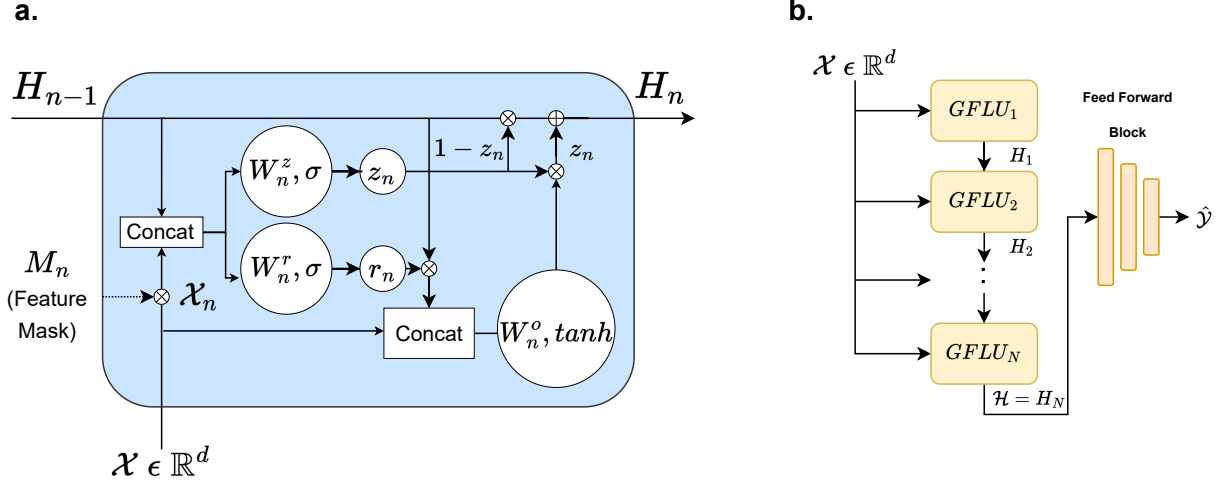 a.
H_{n-1}
H_n
1 - z_n
z_n
W_n^z, σ
z_n
Concat
W_n^r, σ
r_n
M_n
(Feature
Mask)
𝒳_n
Concat
W_n^o, tanh
𝒳 ϵ ℝ^d
b.
𝒳 ϵ ℝ^d
GFLU_1
H_1
GFLU_2
H_2
GFLU_N
ℋ = H_N
Feed Forward
Block
𝒴̂